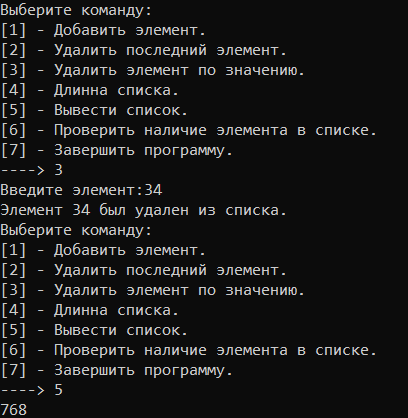 Выберите команду:
[1] - Добавить элемент.
[2] - Удалить последний элемент.
[3] - Удалить элемент по значению.
[4] - Длинна списка.
[5] - Вывести список.
[6] - Проверить наличие элемента в списке.
[7] - Завершить программу.
----> 3
Введите элемент:34
Элемент 34 был удален из списка.
Выберите команду:
[1] - Добавить элемент.
[2] - Удалить последний элемент.
[3] - Удалить элемент по значению.
[4] - Длинна списка.
[5] - Вывести список.
[6] - Проверить наличие элемента в списке.
[7] - Завершить программу.
----> 5
768